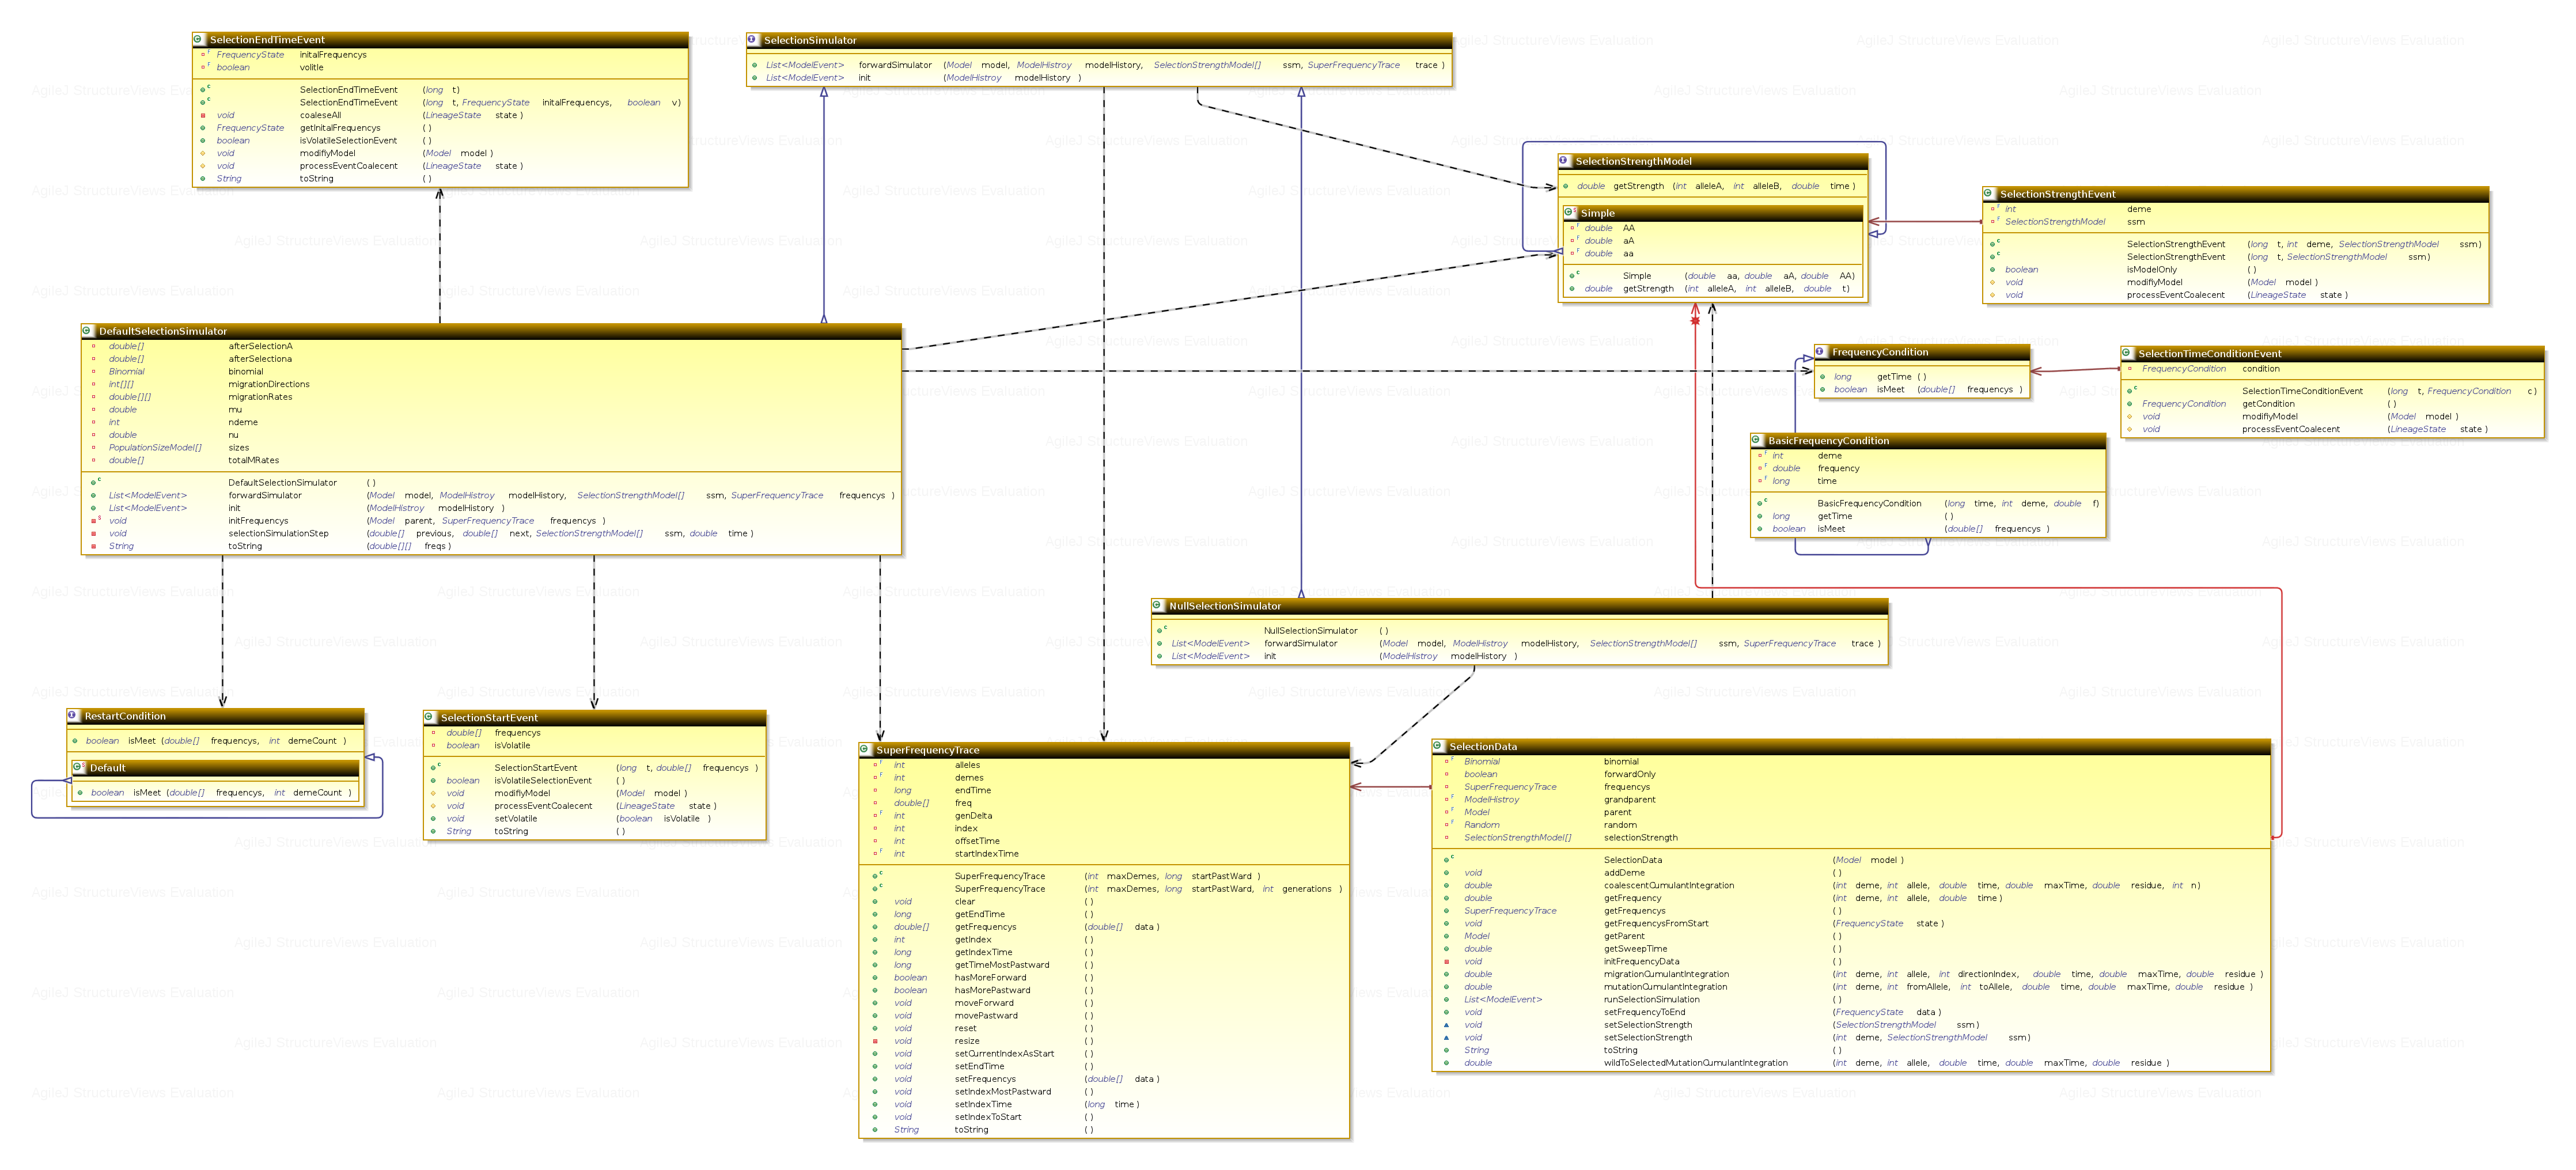 SelectionEndTimeEvent
FrequencyState initalFrequencys
boolean volitle
SelectionEndTimeEvent (long t)
SelectionEndTimeEvent (long t, FrequencyState initalFrequencys, boolean v)
void coaleseAll (LineageState state )
FrequencyState getInitalFrequencys ( )
boolean isVolatileSelectionEvent ( )
void modifiyModel (Model model )
void processEventCoalecent (LineageState state )
String toString ( )
SelectionSimulator
List<ModelEvent> forwardSimulator (Model model, ModelHistroy modelHistory, SelectionStrengthModel[] ssm, SuperFrequencyTrace trace )
List<ModelEvent> init (ModelHistroy modelHistory )
SelectionStrengthModel
double getStrength (int alleleA, int alleleB, double time )
Simple
double AA
double aA
double aa
Simple (double aa, double aA, double AA)
double getStrength (int alleleA, int alleleB, double t)
SelectionStrengthEvent
int deme
SelectionStrengthModel ssm
SelectionStrengthEvent (long t, int deme, SelectionStrengthModel ssm)
SelectionStrengthEvent (long t, SelectionStrengthModel ssm)
boolean isModelOnly ( )
void modifiyModel (Model model )
void processEventCoalecent (LineageState state )
DefaultSelectionSimulator
double[] afterSelectionA
double[] afterSelectiona
Binomial binomial
int[][] migrationDirections
double[][] migrationRates
double mu
int ndeme
double nu
PopulationSizeModel[] sizes
double[] totalMRates
DefaultSelectionSimulator ( )
List<ModelEvent> forwardSimulator (Model model, ModelHistroy modelHistory, SelectionStrengthModel[] ssm, SuperFrequencyTrace frequencys )
List<ModelEvent> init (ModelHistroy modelHistory )
void initFrequencys (Model parent, SuperFrequencyTrace frequencys )
void selectionSimulationStep (double[] previous, double[] next, SelectionStrengthModel[] ssm, double time )
String toString (double[][] freqs )
FrequencyCondition
long getTime ( )
boolean isMeet (double[] frequencys )
SelectionTimeConditionEvent
FrequencyCondition condition
SelectionTimeConditionEvent (long t, FrequencyCondition c )
FrequencyCondition getCondition ( )
void modifiyModel (Model model )
void processEventCoalecent (LineageState state )
BasicFrequencyCondition
int deme
double frequency
long time
BasicFrequencyCondition (long time, int deme, double f)
long getTime ( )
boolean isMeet (double[] frequencys )
NullSelectionSimulator
NullSelectionSimulator ( )
List<ModelEvent> forwardSimulator (Model model, ModelHistroy modelHistory, SelectionStrengthModel[] ssm, SuperFrequencyTrace trace )
List<ModelEvent> init (ModelHistroy modelHistory )
RestartCondition
boolean isMeet (double[] frequencys, int demeCount )
Default
boolean isMeet (double[] frequencys, int demeCount )
SelectionStartEvent
double[] frequencys
boolean isVolatile
SelectionStartEvent (long t, double[] frequencys )
boolean isVolatileSelectionEvent ( )
void modifiyModel (Model model )
void processEventCoalecent (LineageState state )
void setVolatile (boolean isVolatile )
String toString ( )
SuperFrequencyTrace
int alleles
int demes
long endTime
double[] freq
int genDelta
int index
int offsetTime
int startIndexTime
SuperFrequencyTrace (int maxDemes, long startPastWard )
SuperFrequencyTrace (int maxDemes, long startPastWard, int generations )
void clear ( )
long getEndTime ( )
double[] getFrequencys (double[] data )
int getIndex ( )
long getIndexTime ( )
long getTimeMostPastward ( )
boolean hasMoreForward ( )
boolean hasMorePastward ( )
void moveForward ( )
void movePastward ( )
void reset ( )
void resize ( )
void setCurrentIndexAsStart ( )
void setEndTime ( )
void setFrequencys (double[] data )
void setIndexMostPastward ( )
void setIndexTime (long time )
void setIndexToStart ( )
String toString ( )
SelectionData
Binomial binomial
boolean forwardOnly
SuperFrequencyTrace frequencys
ModelHistroy grandparent
Model parent
Random random
SelectionStrengthModel[] selectionStrength
SelectionData (Model model )
void addDeme ( )
double coalescentCumulantIntegration (int deme, int allele, double time, double maxTime, double residue, int n)
double getFrequency (int deme, int allele, double time )
SuperFrequencyTrace getFrequencys ( )
void getFrequencysFromStart (FrequencyState state )
Model getParent ( )
double getSweepTime ( )
void initFrequencyData ( )
double migrationCumulantIntegration (int deme, int allele, int directionIndex, double time, double maxTime, double residue )
double mutationCumulantIntegration (int deme, int fromAllele, int toAllele, double time, double maxTime, double residue )
List<ModelEvent> runSelectionSimulation ( )
void setFrequencyToEnd (FrequencyState data )
void setSelectionStrength (SelectionStrengthModel ssm)
void setSelectionStrength (int deme, SelectionStrengthModel ssm)
String toString ( )
double wildToSelectedMutationCumulantIntegration (int deme, int allele, double time, double maxTime, double residue )